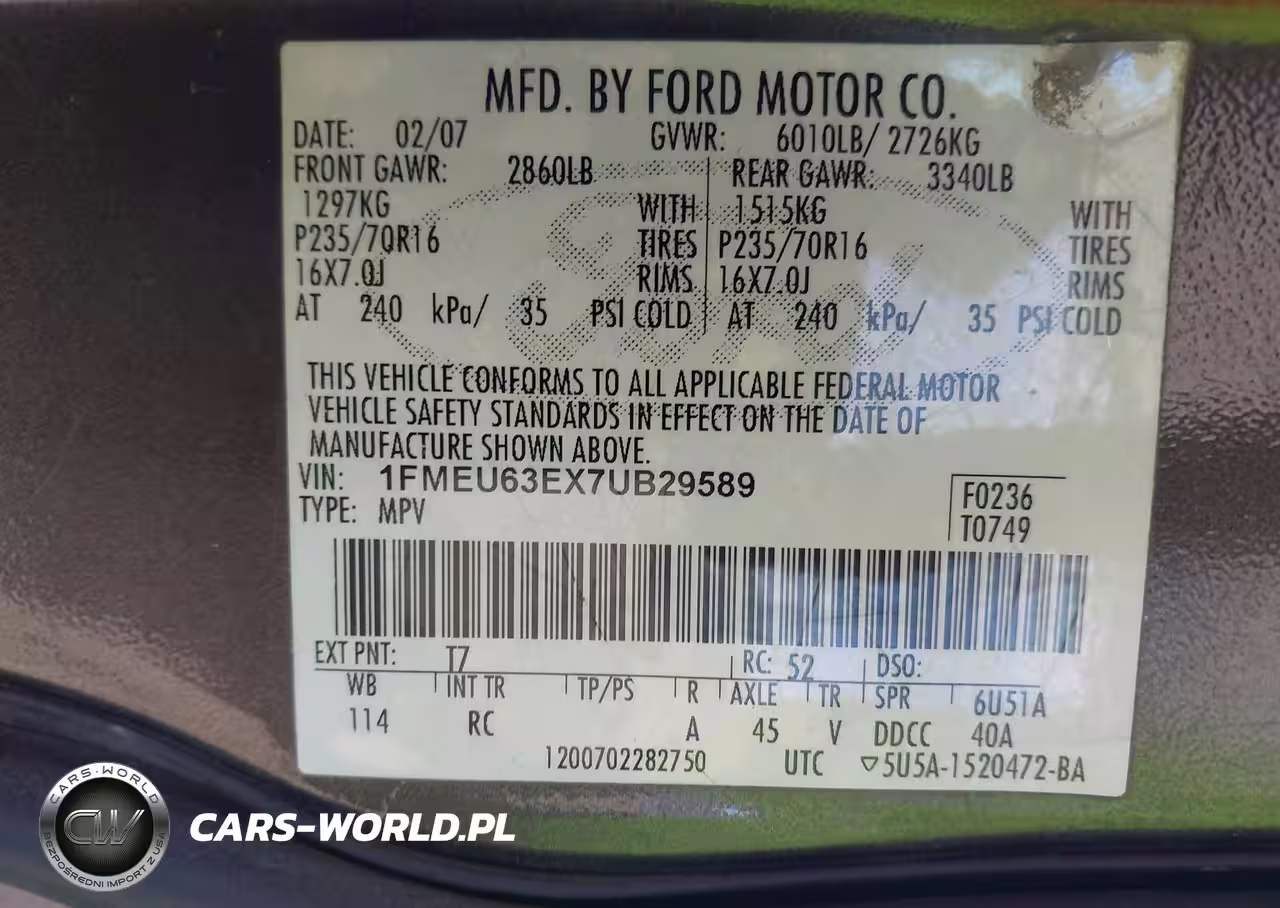 MFD. BY FORD MOTOR CO.
DATE: 02/07 GVWR: 6010LB/ 2726KG
FRONT GAWR: 2860LB REAR GAWR: 3340LB
1297KG WITH 1515KG WITH
P235/70R16 TIRES P235/70R16 TIRES
16X7.0J RIMS 16X7.0J RIMS
AT 240 kPa/ 35 PSI COLD AT 240 kPa/ 35 PSI COLD
THIS VEHICLE CONFORMS TO ALL APPLICABLE FEDERAL MOTOR
VEHICLE SAFETY STANDARDS IN EFFECT ON THE DATE OF
MANUFACTURE SHOWN ABOVE.
VIN: 1FMEU63EX7UB29589
TYPE: MPV
F0236
T0749
EXT PNT: T7 RC: 52 DSO:
WB INT TR TP/PS R AXLE TR SPR 6U51A
114 RC A 45 V DDCC 40A
1200702282750 UTC ▽5U5A-1520472-BA
CARS-WORLD
CW
BEZPOŚREDNI IMPORT Z USA
CARS-WORLD.PL